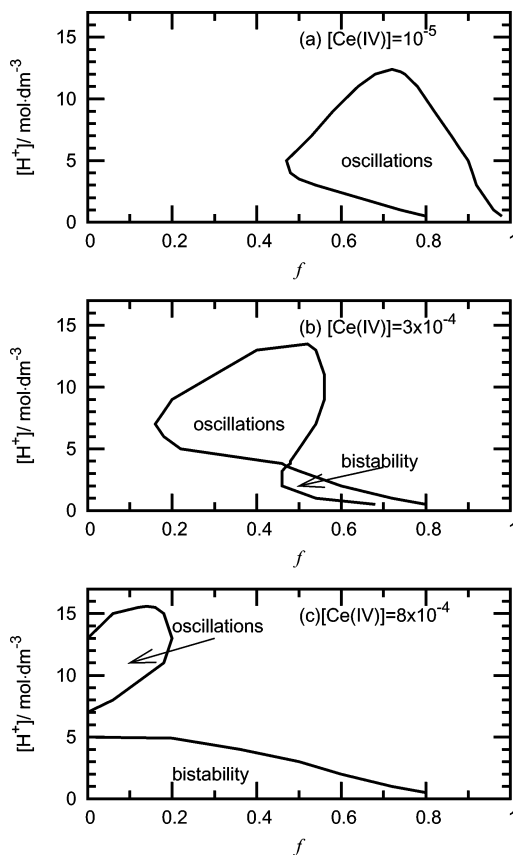 (a) [Ce(IV)]=10-5
[H+]/ mol·dm-3
15
10
5
0
oscillations
0 0.2 0.4 0.6 0.8 1
f
(b) [Ce(IV)]=3x10-4
[H+]/ mol·dm-3
15
10
5
0
oscillations
bistability
0 0.2 0.4 0.6 0.8 1
f
(c)[Ce(IV)]=8x10-4
[H+]/ mol·dm-3
15
10
5
0
oscillations
bistability
0 0.2 0.4 0.6 0.8 1
f